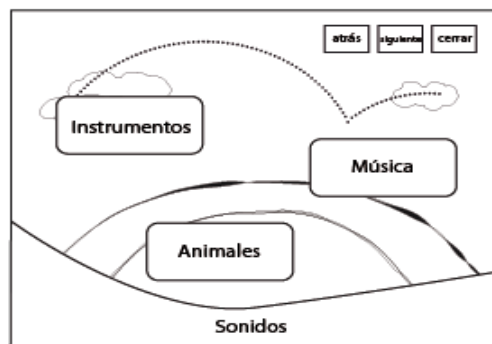 atrás siguiente cerrar
Instrumentos
Música
Animales
Sonidos